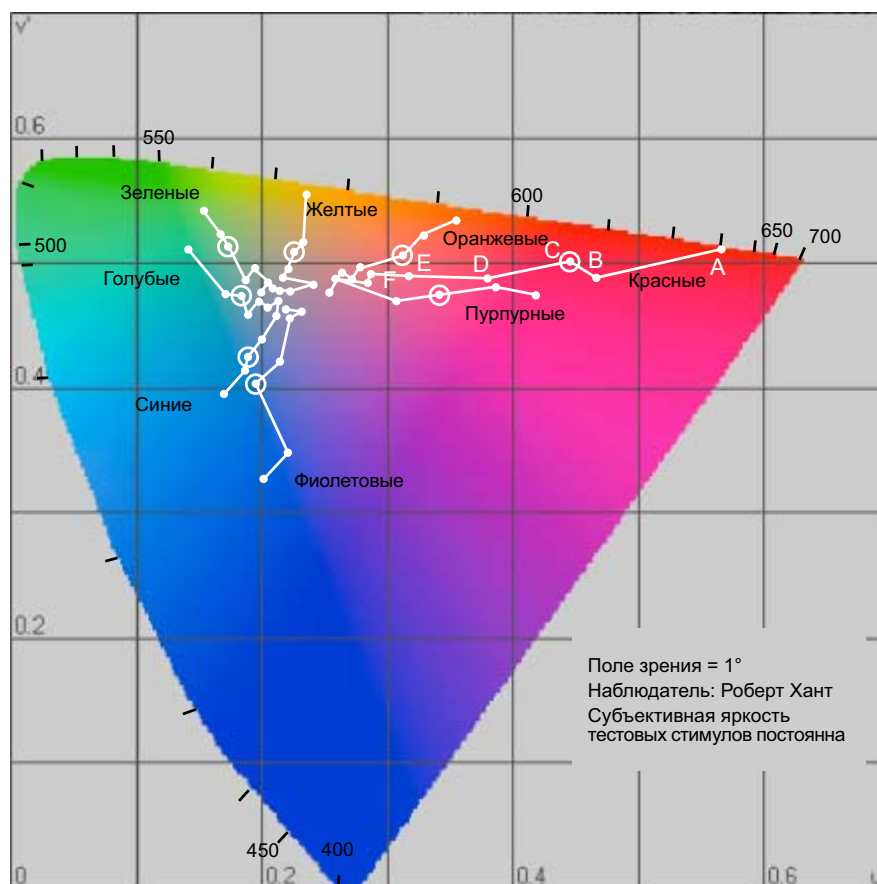 v'
0.6
550
Зеленые
Желтые
600
Оранжевые
650
700
500
Голубые
C
B
E
D
F
A
Красные
Пурпурные
0.4
Синие
Фиолетовые
0.2
Поле зрения = 1°
Наблюдатель: Роберт Хант
Субъективная яркость
тестовых стимулов постоянна
450
400
0
0.2
0.4
0.6